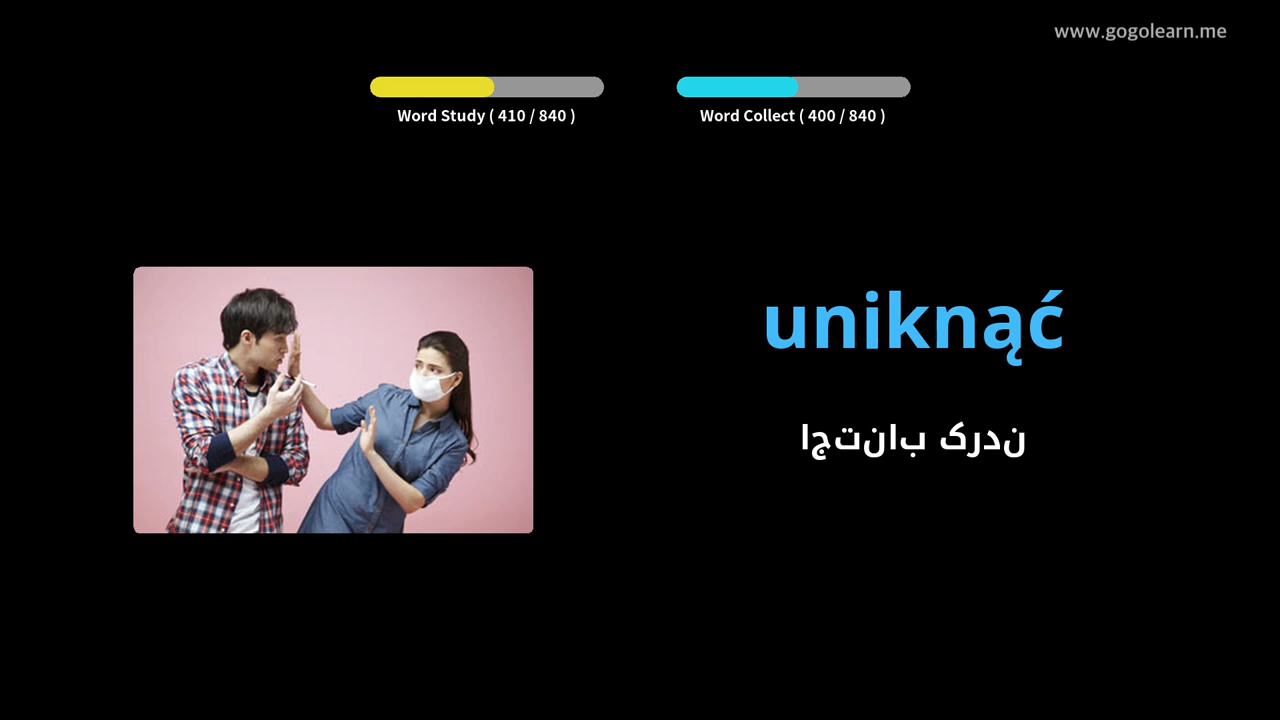 www.gogolearn.me
Word Study ( 410 / 840 )
Word Collect ( 400 / 840 )
uniknąć
اجتناب کردن